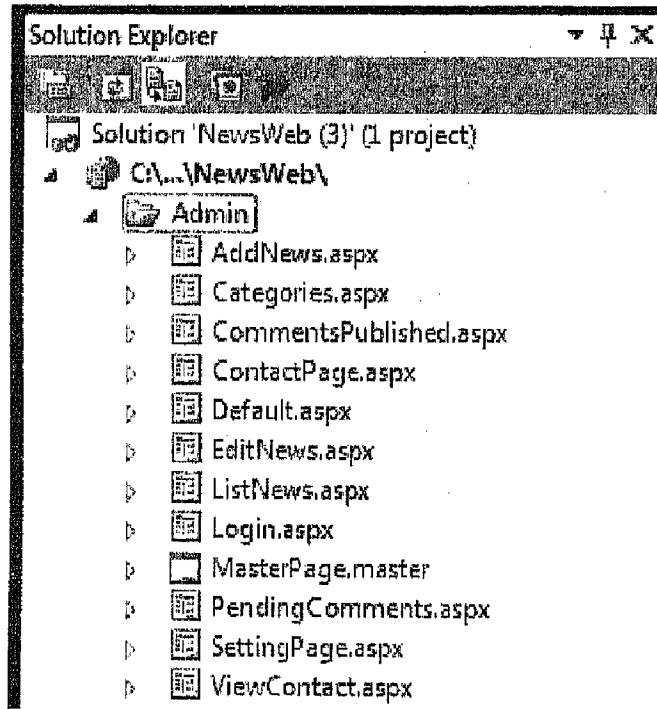 Solution Explorer
Solution 'NewsWeb (3)' (1 project)
C:\...\NewsWeb\
Admin
AddNews.aspx
Categories.aspx
CommentsPublished.aspx
ContactPage.aspx
Default.aspx
EditNews.aspx
ListNews.aspx
Login.aspx
MasterPage.master
PendingComments.aspx
SettingPage.aspx
ViewContact.aspx